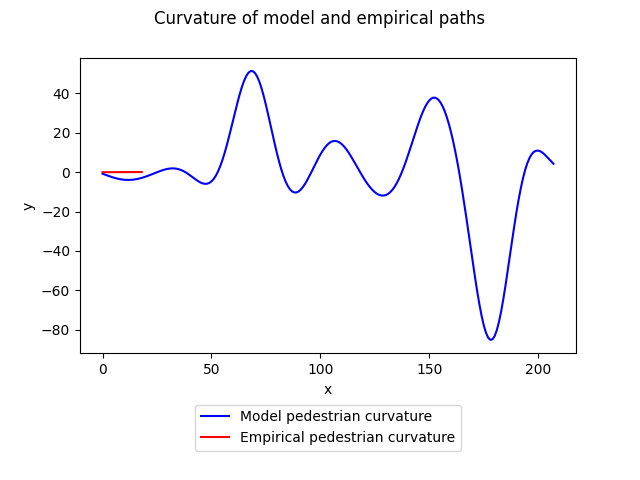 Curvature of model and empirical paths
y
40
20
0
−20
−40
−60
−80
0 50 100 150 200
x
Model pedestrian curvature
Empirical pedestrian curvature